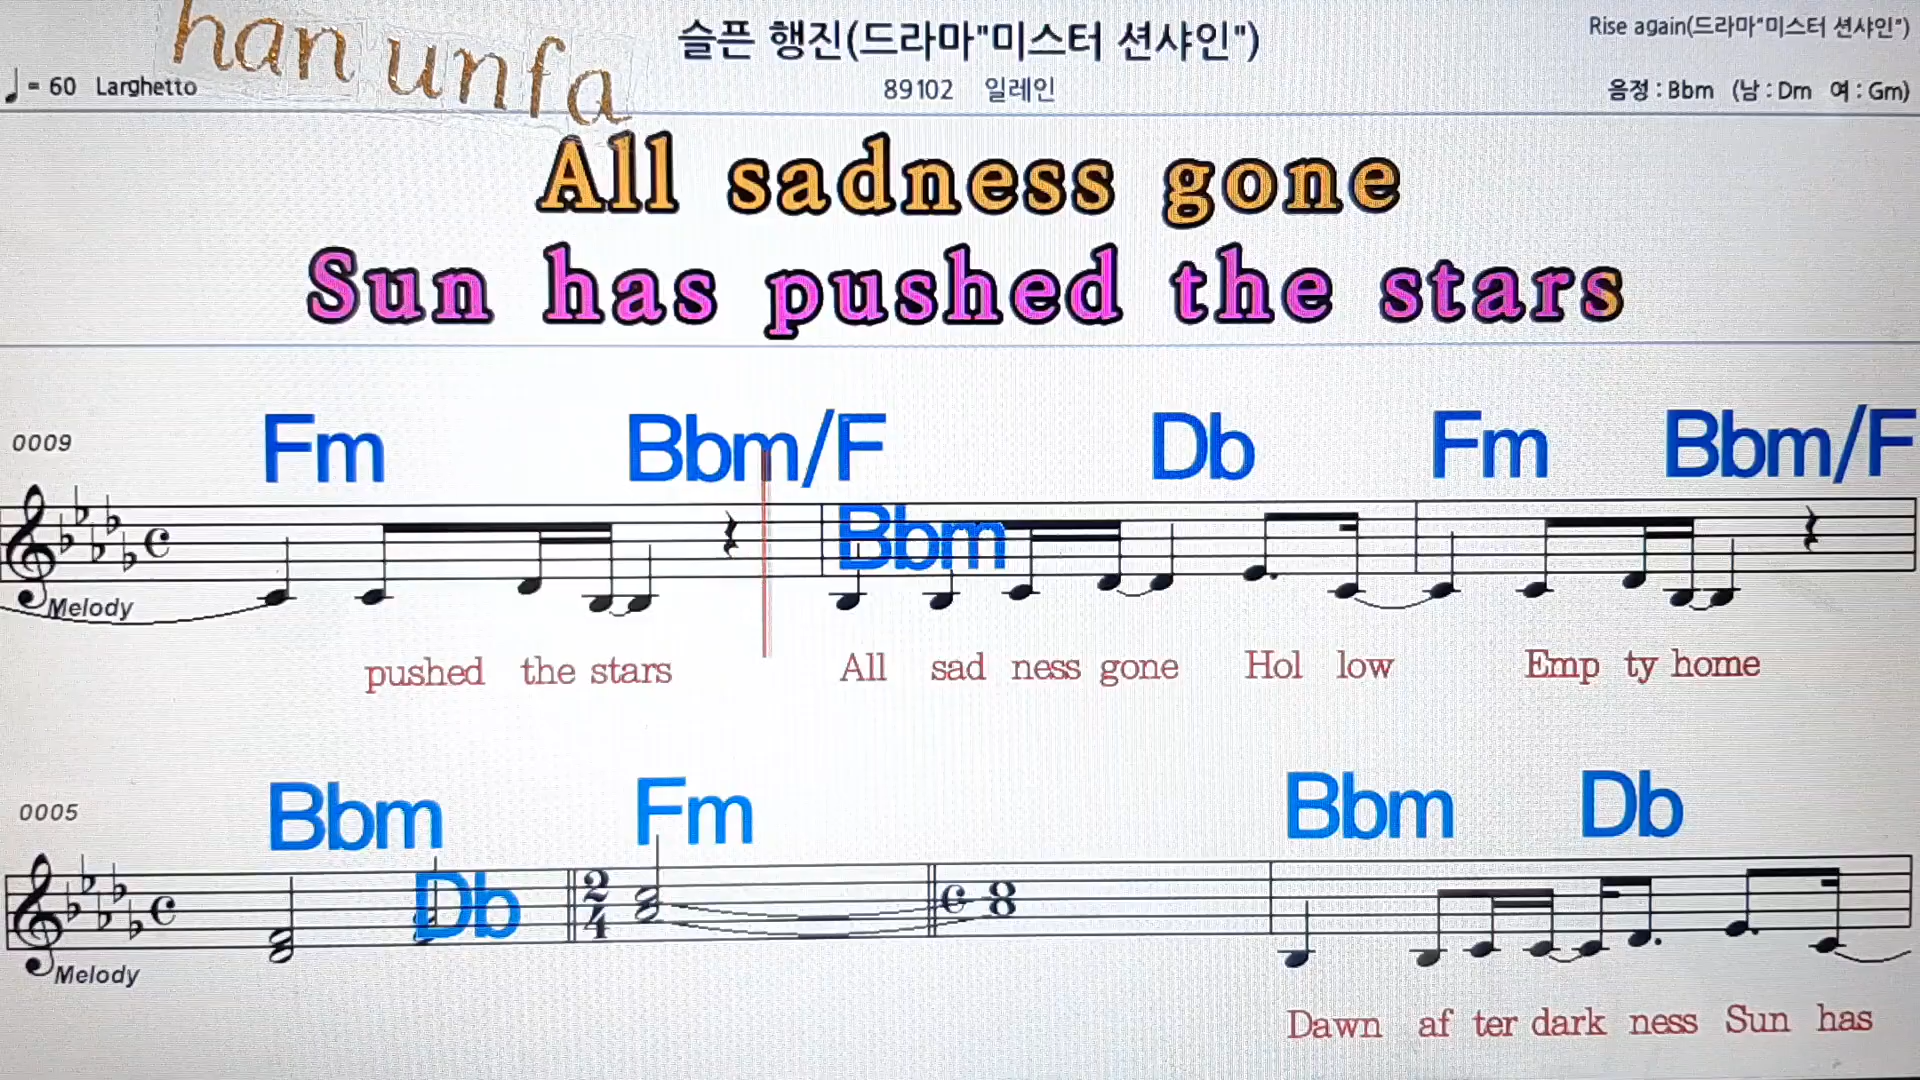 han unfa
슬픈 행진(드라마"미스터 션샤인")
Rise again(드라마"미스터 션샤인")
♩= 60 Larghetto
89102 일레인
음정 : Bbm (남 : Dm 여 : Gm)
All sadness gone
Sun has pushed the stars
0009 Fm Bbm/F Db Fm Bbm/F
Bbm
Melody
pushed the stars All sad ness gone Hol low Emp ty home
0005 Bbm Fm Bbm Db
Db 2 4 8 8
Melody
Dawn af ter dark ness Sun has